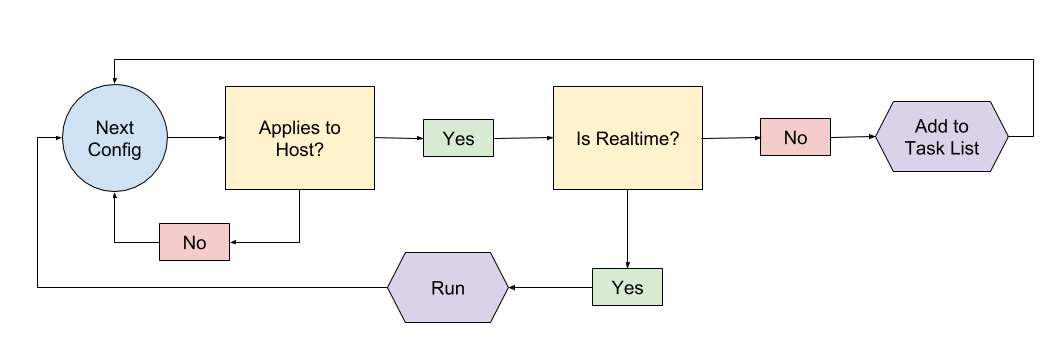 Next
Config
Applies to
Host?
Yes
Is Realtime?
No
Add to
Task List
No
Run
Yes